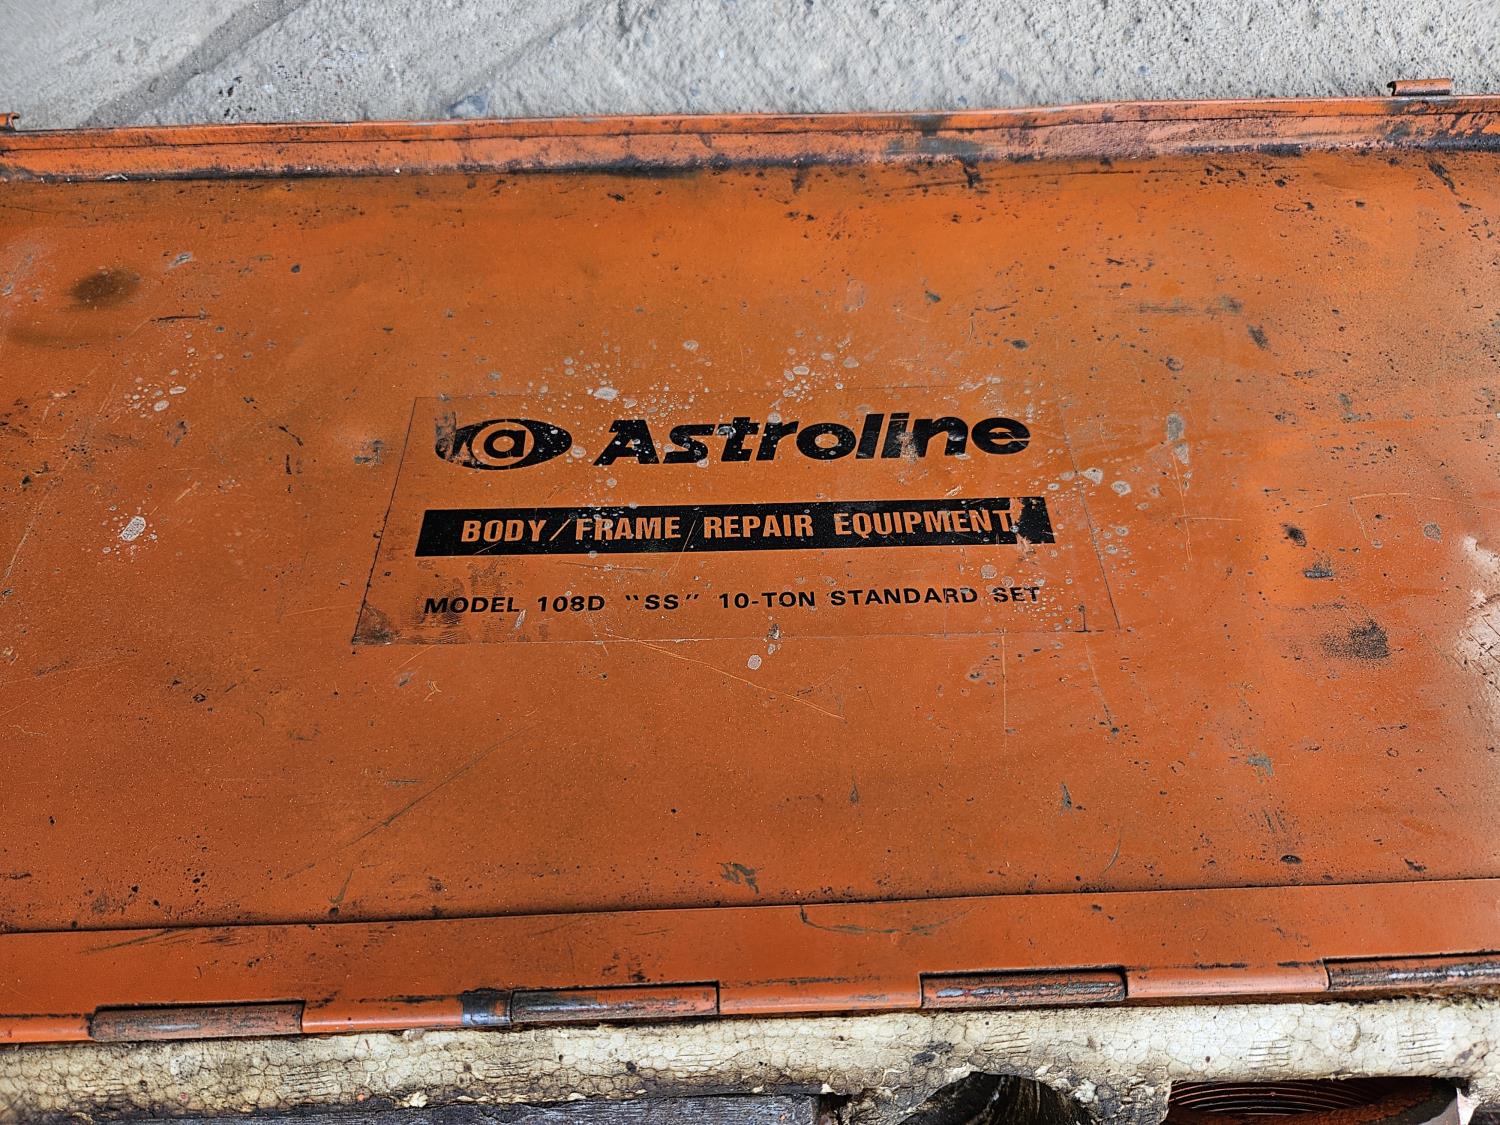 a Astroline
BODY/FRAME REPAIR EQUIPMENT
MODEL 108D "SS" 10-TON STANDARD SET